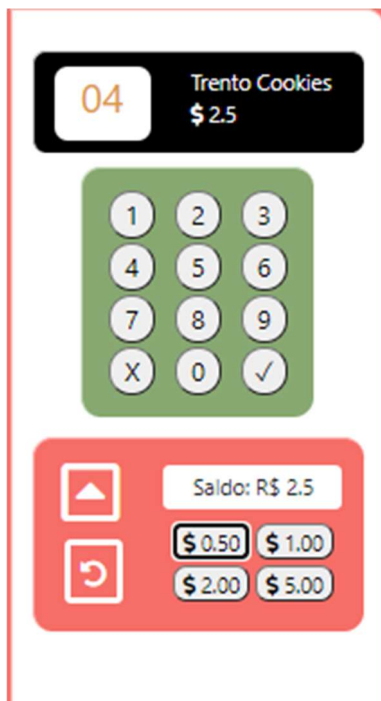 04
Trento Cookies
$ 2.5
1 2 3
4 5 6
7 8 9
X 0 ✓
Saldo: R$ 2.5
$ 0.50 $ 1.00
$ 2.00 $ 5.00